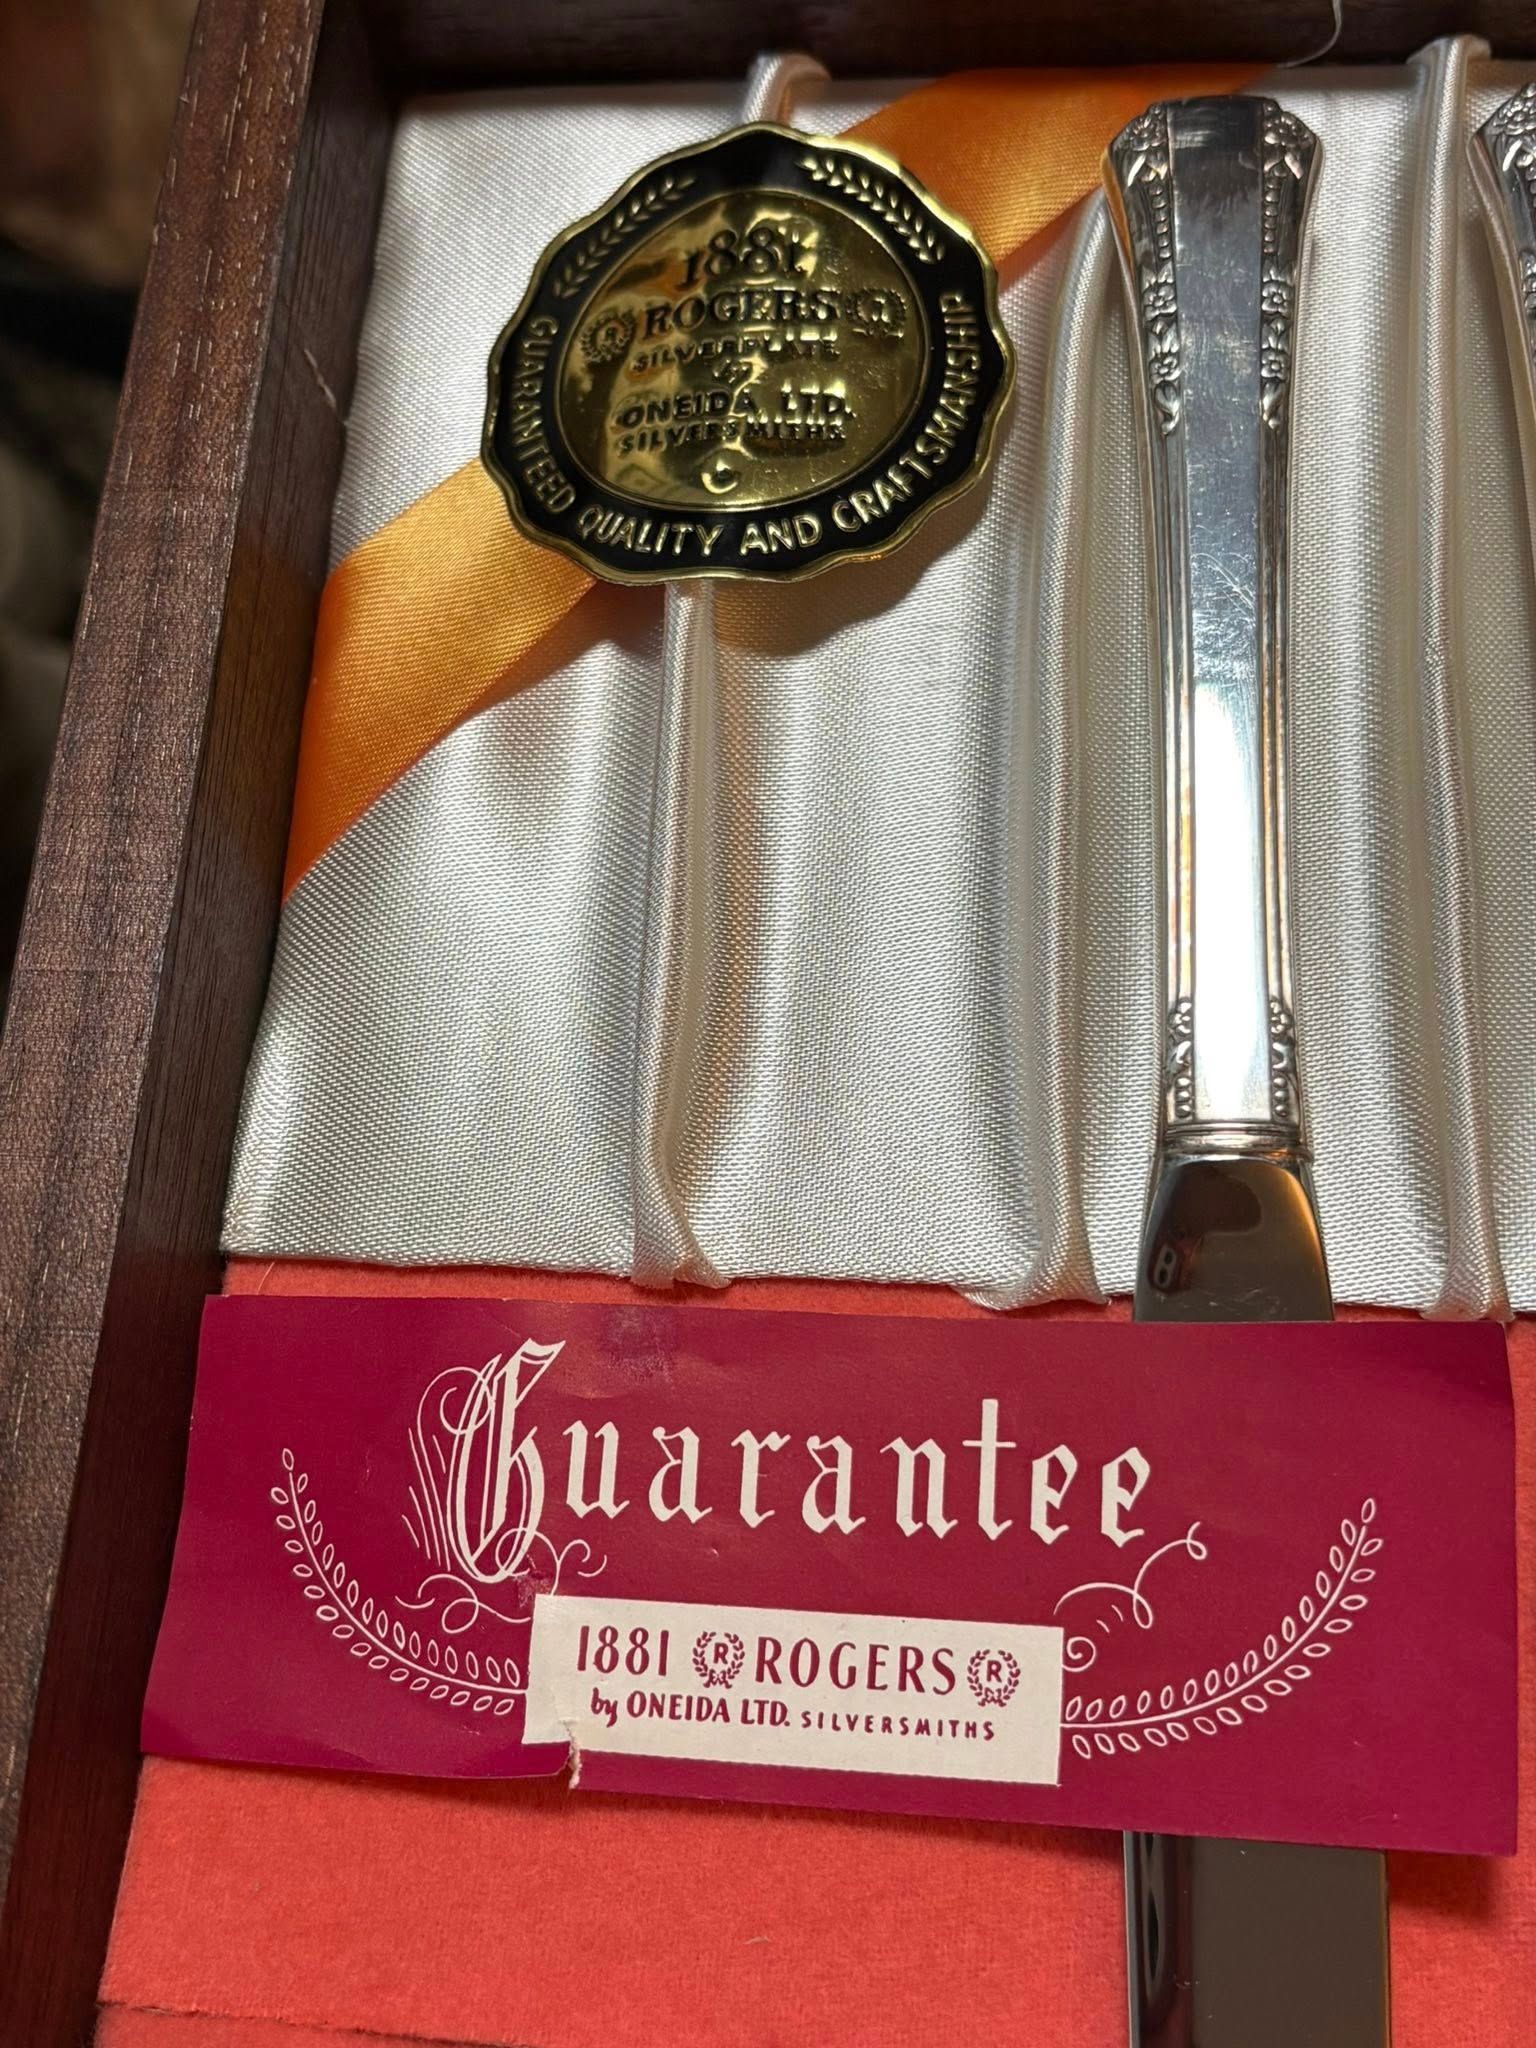 1881
R ROGERS R
SILVERPLATE
by
ONEIDA LTD.
SILVERSMITHS
GUARANTEED QUALITY AND CRAFTSMANSHIP
Guarantee
1881 R ROGERS R
by ONEIDA LTD. SILVERSMITHS